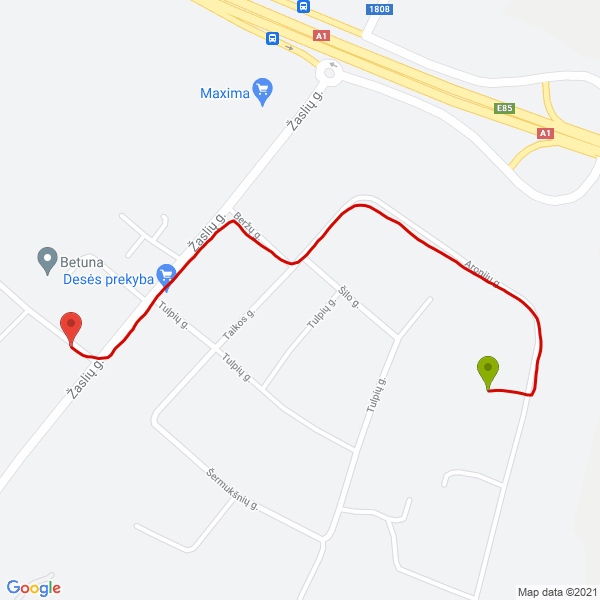 1808
A1
Maxima
Žaslių g.
E85
A1
Žaslių g.
Beržų g.
Betuna
Desės prekyba
Aronijų g.
Šilo g.
Tulpių g.
Taikos g.
Tulpių g.
Tulpių g.
Žaslių g.
Tulpių g.
Šermukšnių g.
Google
Map data ©2021